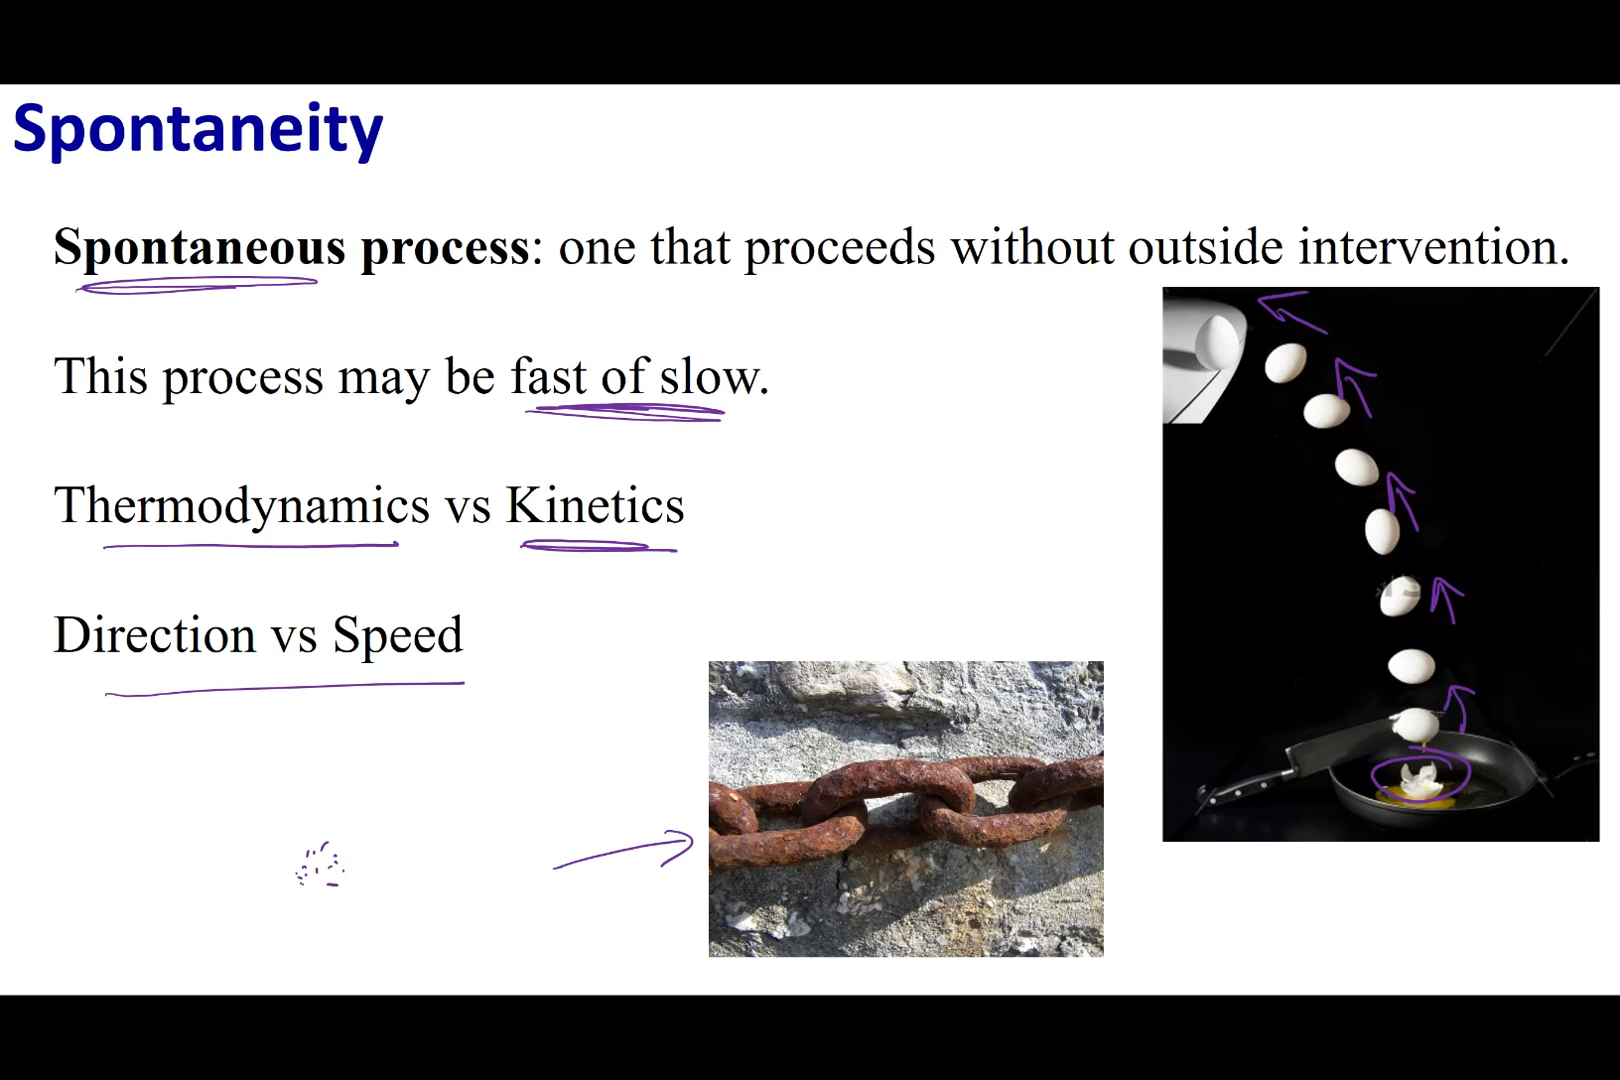 Spontaneity
Spontaneous process: one that proceeds without outside intervention.
This process may be fast of slow.
Thermodynamics vs Kinetics
Direction vs Speed